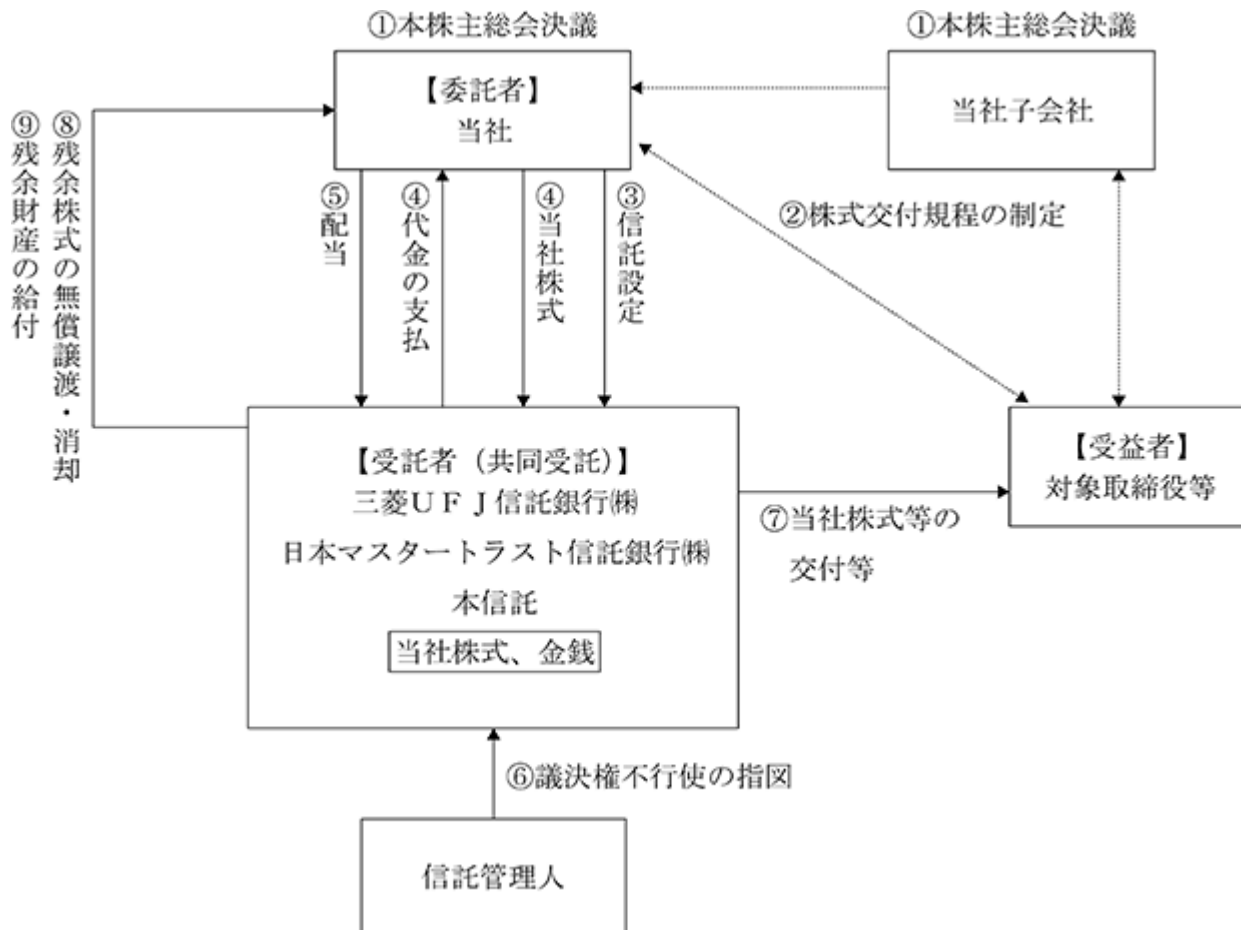 ①本株主総会決議
①本株主総会決議
【委託者】
当社
当社子会社
⑨残余財産の給付
⑧残余株式の無償譲渡・消却
⑤配当
④代金の支払
④当社株式
③信託設定
②株式交付規程の制定
【受託者（共同受託）】
三菱ＵＦＪ信託銀行㈱
日本マスタートラスト信託銀行㈱
本信託
当社株式、金銭
【受益者】
対象取締役等
⑦当社株式等の
交付等
⑥議決権不行使の指図
信託管理人